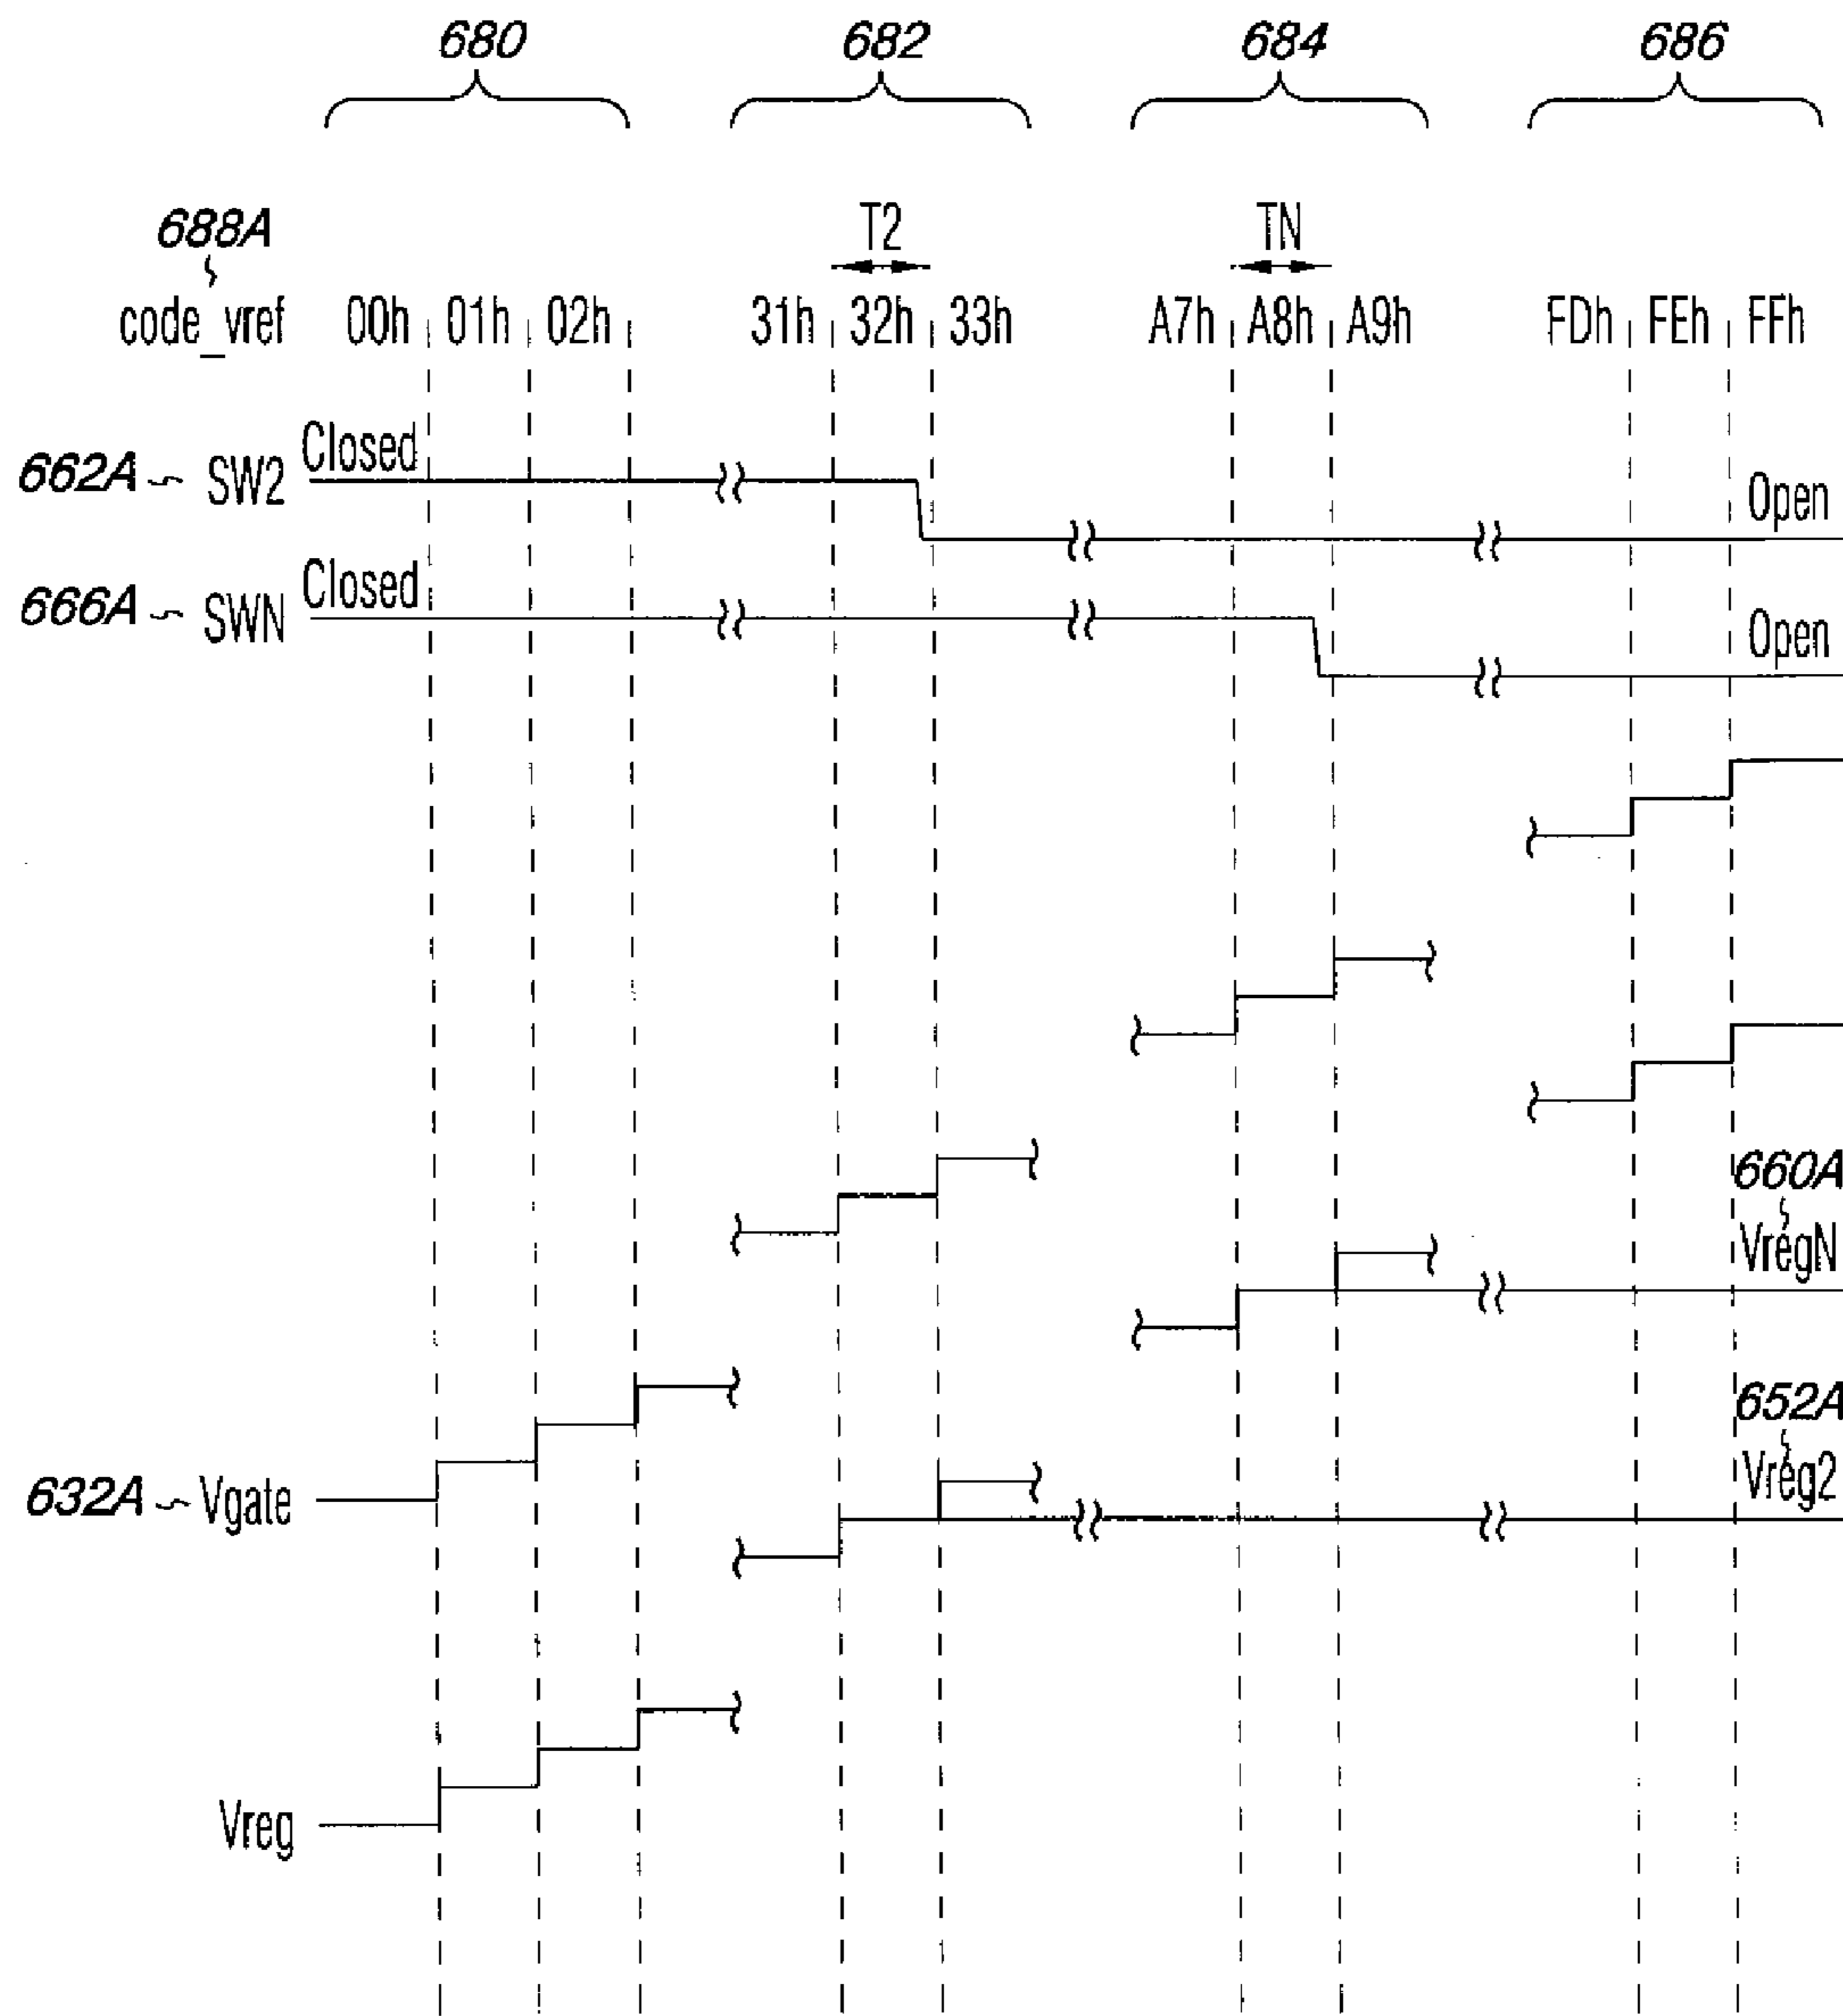 680 682 684 686
688A T2 TN
code_vref 00h 01h 02h 31h 32h 33h A7h A8h A9h FDh FEh FFh
662A SW2 Closed Open
666A SWN Closed Open
660A
VregN
652A
632A Vgate Vreg2
Vreg